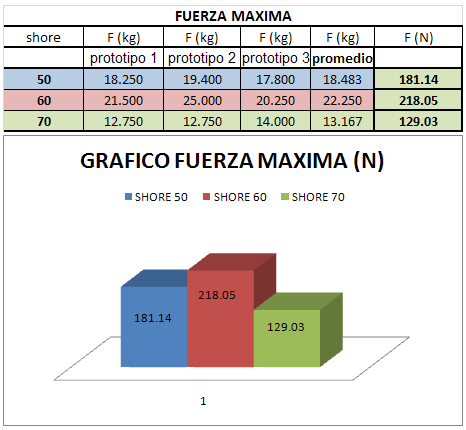 FUERZA MAXIMA
shore F (kg) F (kg) F (kg) F (kg) F (N)
prototipo 1 prototipo 2 prototipo 3 promedio
50 18.250 19.400 17.800 18.483 181.14
60 21.500 25.000 20.250 22.250 218.05
70 12.750 12.750 14.000 13.167 129.03
GRAFICO FUERZA MAXIMA (N)
SHORE 50 SHORE 60 SHORE 70
181.14 218.05 129.03
1